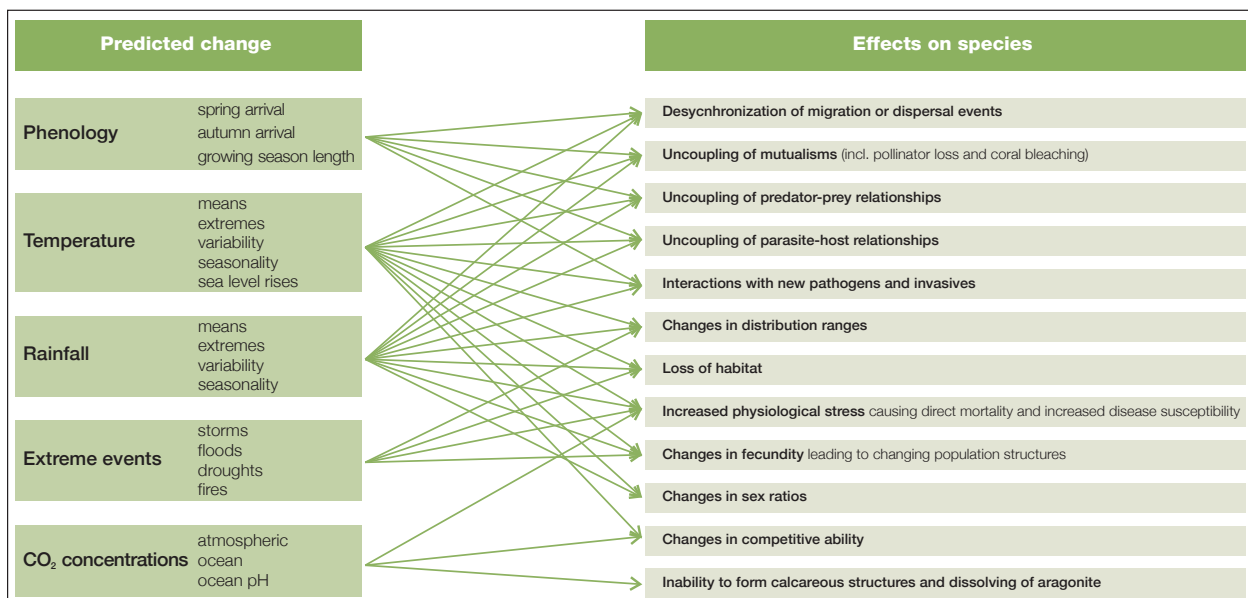 Predicted change
Effects on species
Phenology
spring arrival
autumn arrival
growing season length
Temperature
means
extremes
variability
seasonality
sea level rises
Rainfall
means
extremes
variability
seasonality
Extreme events
storms
floods
droughts
fires
CO₂ concentrations
atmospheric
ocean
ocean pH
Desycnhronization of migration or dispersal events
Uncoupling of mutualisms (incl. pollinator loss and coral bleaching)
Uncoupling of predator-prey relationships
Uncoupling of parasite-host relationships
Interactions with new pathogens and invasives
Changes in distribution ranges
Loss of habitat
Increased physiological stress causing direct mortality and increased disease susceptibility
Changes in fecundity leading to changing population structures
Changes in sex ratios
Changes in competitive ability
Inability to form calcareous structures and dissolving of aragonite